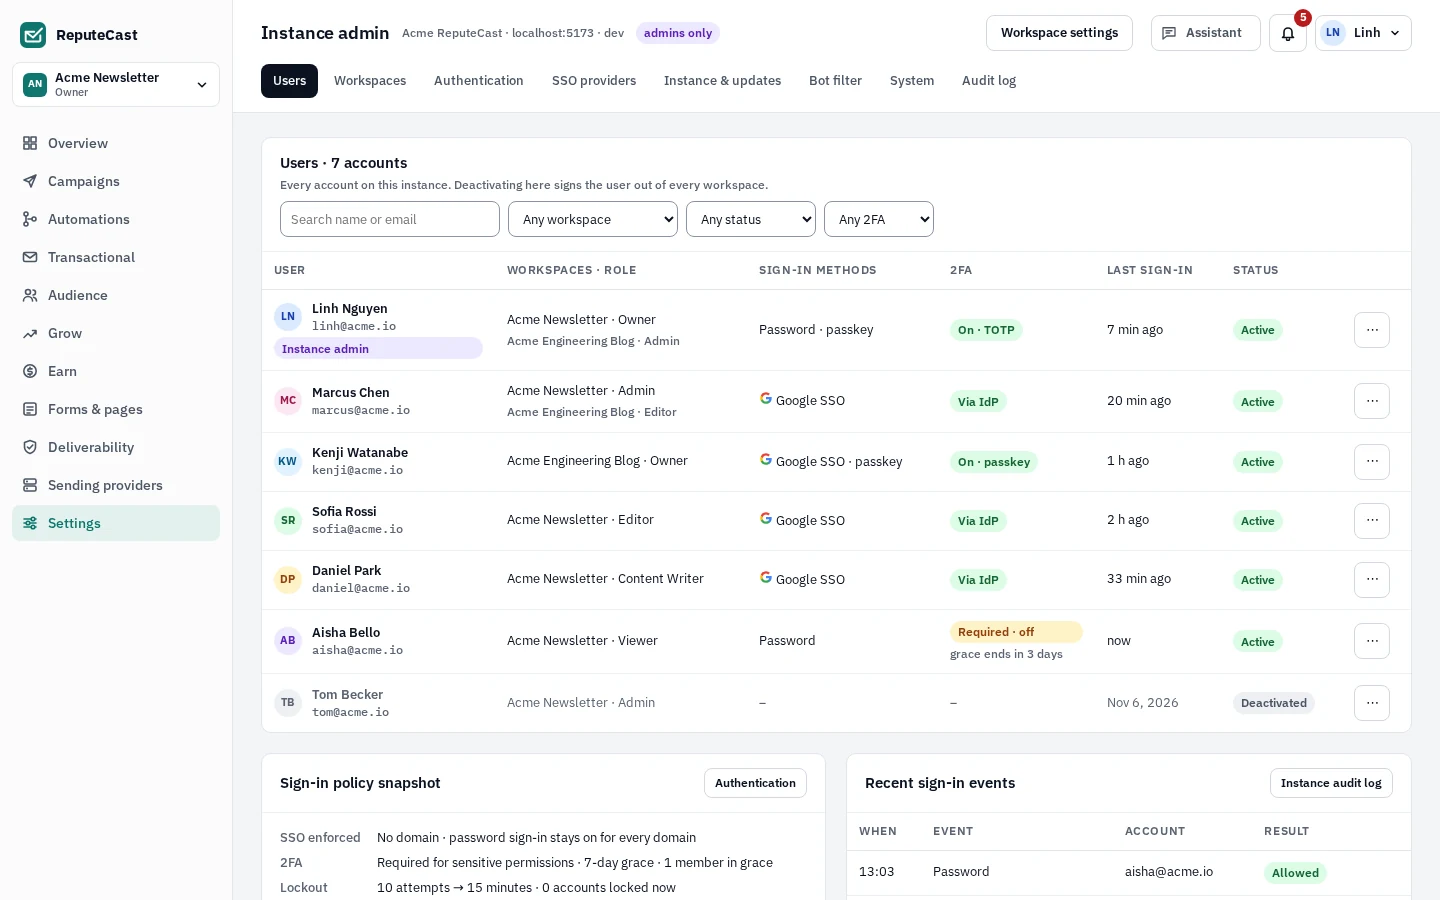 ReputeCast
AN
Acme Newsletter
Owner
Overview
Campaigns
Automations
Transactional
Audience
Grow
Earn
Forms & pages
Deliverability
Sending providers
Settings
Instance admin
Acme ReputeCast · localhost:5173 · dev
admins only
Workspace settings
Assistant
5
LN
Linh
Users
Workspaces
Authentication
SSO providers
Instance & updates
Bot filter
System
Audit log
Users · 7 accounts
Every account on this instance. Deactivating here signs the user out of every workspace.
Search name or email
Any workspace
Any status
Any 2FA
USER WORKSPACES · ROLE SIGN-IN METHODS 2FA LAST SIGN-IN STATUS
LN Linh Nguyen
linh@acme.io
Instance admin
Acme Newsletter · Owner
Acme Engineering Blog · Admin
Password · passkey
On · TOTP
7 min ago
Active
···
MC Marcus Chen
marcus@acme.io
Acme Newsletter · Admin
Acme Engineering Blog · Editor
Google SSO
Via IdP
20 min ago
Active
···
KW Kenji Watanabe
kenji@acme.io
Acme Engineering Blog · Owner
Google SSO · passkey
On · passkey
1 h ago
Active
···
SR Sofia Rossi
sofia@acme.io
Acme Newsletter · Editor
Google SSO
Via IdP
2 h ago
Active
···
DP Daniel Park
daniel@acme.io
Acme Newsletter · Content Writer
Google SSO
Via IdP
33 min ago
Active
···
AB Aisha Bello
aisha@acme.io
Acme Newsletter · Viewer
Password
Required · off
grace ends in 3 days
now
Active
···
TB Tom Becker
tom@acme.io
Acme Newsletter · Admin
–
–
Nov 6, 2026
Deactivated
···
Sign-in policy snapshot
Authentication
SSO enforced No domain · password sign-in stays on for every domain
2FA Required for sensitive permissions · 7-day grace · 1 member in grace
Lockout 10 attempts → 15 minutes · 0 accounts locked now
Recent sign-in events
Instance audit log
WHEN EVENT ACCOUNT RESULT
13:03 Password aisha@acme.io Allowed